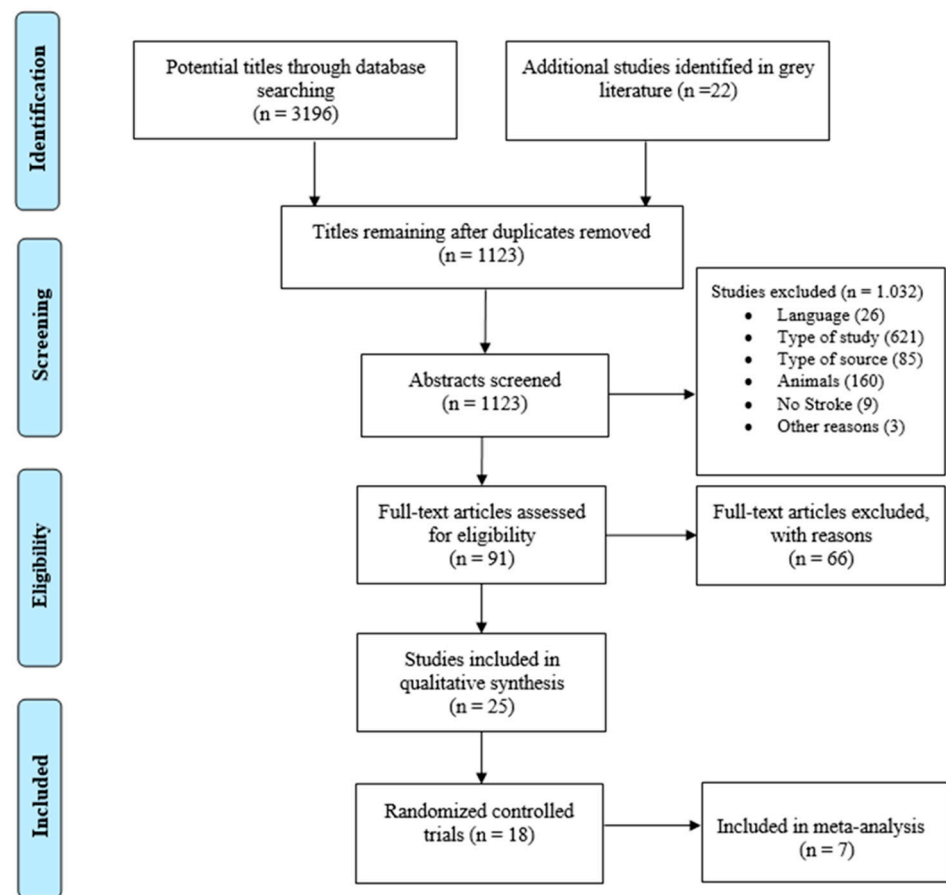 Identification
Potential titles through database
searching
(n = 3196)
Additional studies identified in grey
literature (n =22)
Titles remaining after duplicates removed
(n = 1123)
Screening
Studies excluded (n = 1.032)
• Language (26)
• Type of study (621)
• Type of source (85)
• Animals (160)
• No Stroke (9)
• Other reasons (3)
Abstracts screened
(n = 1123)
Eligibility
Full-text articles assessed
for eligibility
(n = 91)
Full-text articles excluded,
with reasons
(n = 66)
Studies included in
qualitative synthesis
(n = 25)
Included
Randomized controlled
trials (n = 18)
Included in meta-analysis
(n = 7)